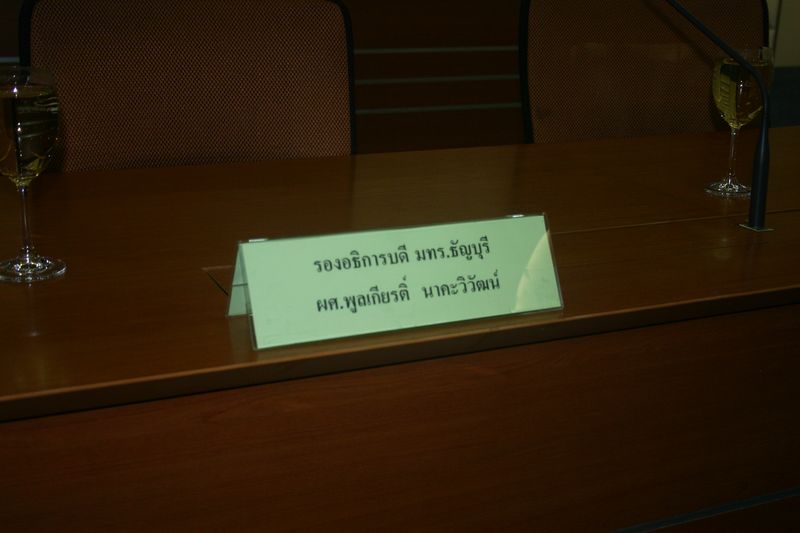 รองอธิการบดี มทร.ธัญบุรี
ผศ.พูลเกียรติ์ นาคะวิวัฒน์